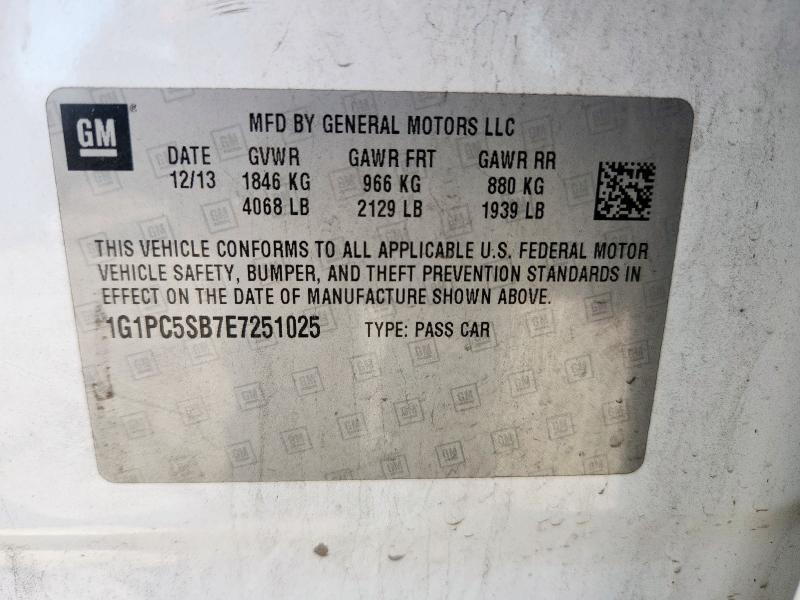 GM®
MFD BY GENERAL MOTORS LLC
DATE GVWR GAWR FRT GAWR RR
12/13 1846 KG 966 KG 880 KG
4068 LB 2129 LB 1939 LB
THIS VEHICLE CONFORMS TO ALL APPLICABLE U.S. FEDERAL MOTOR
VEHICLE SAFETY, BUMPER, AND THEFT PREVENTION STANDARDS IN
EFFECT ON THE DATE OF MANUFACTURE SHOWN ABOVE.
1G1PC5SB7E7251025 TYPE: PASS CAR